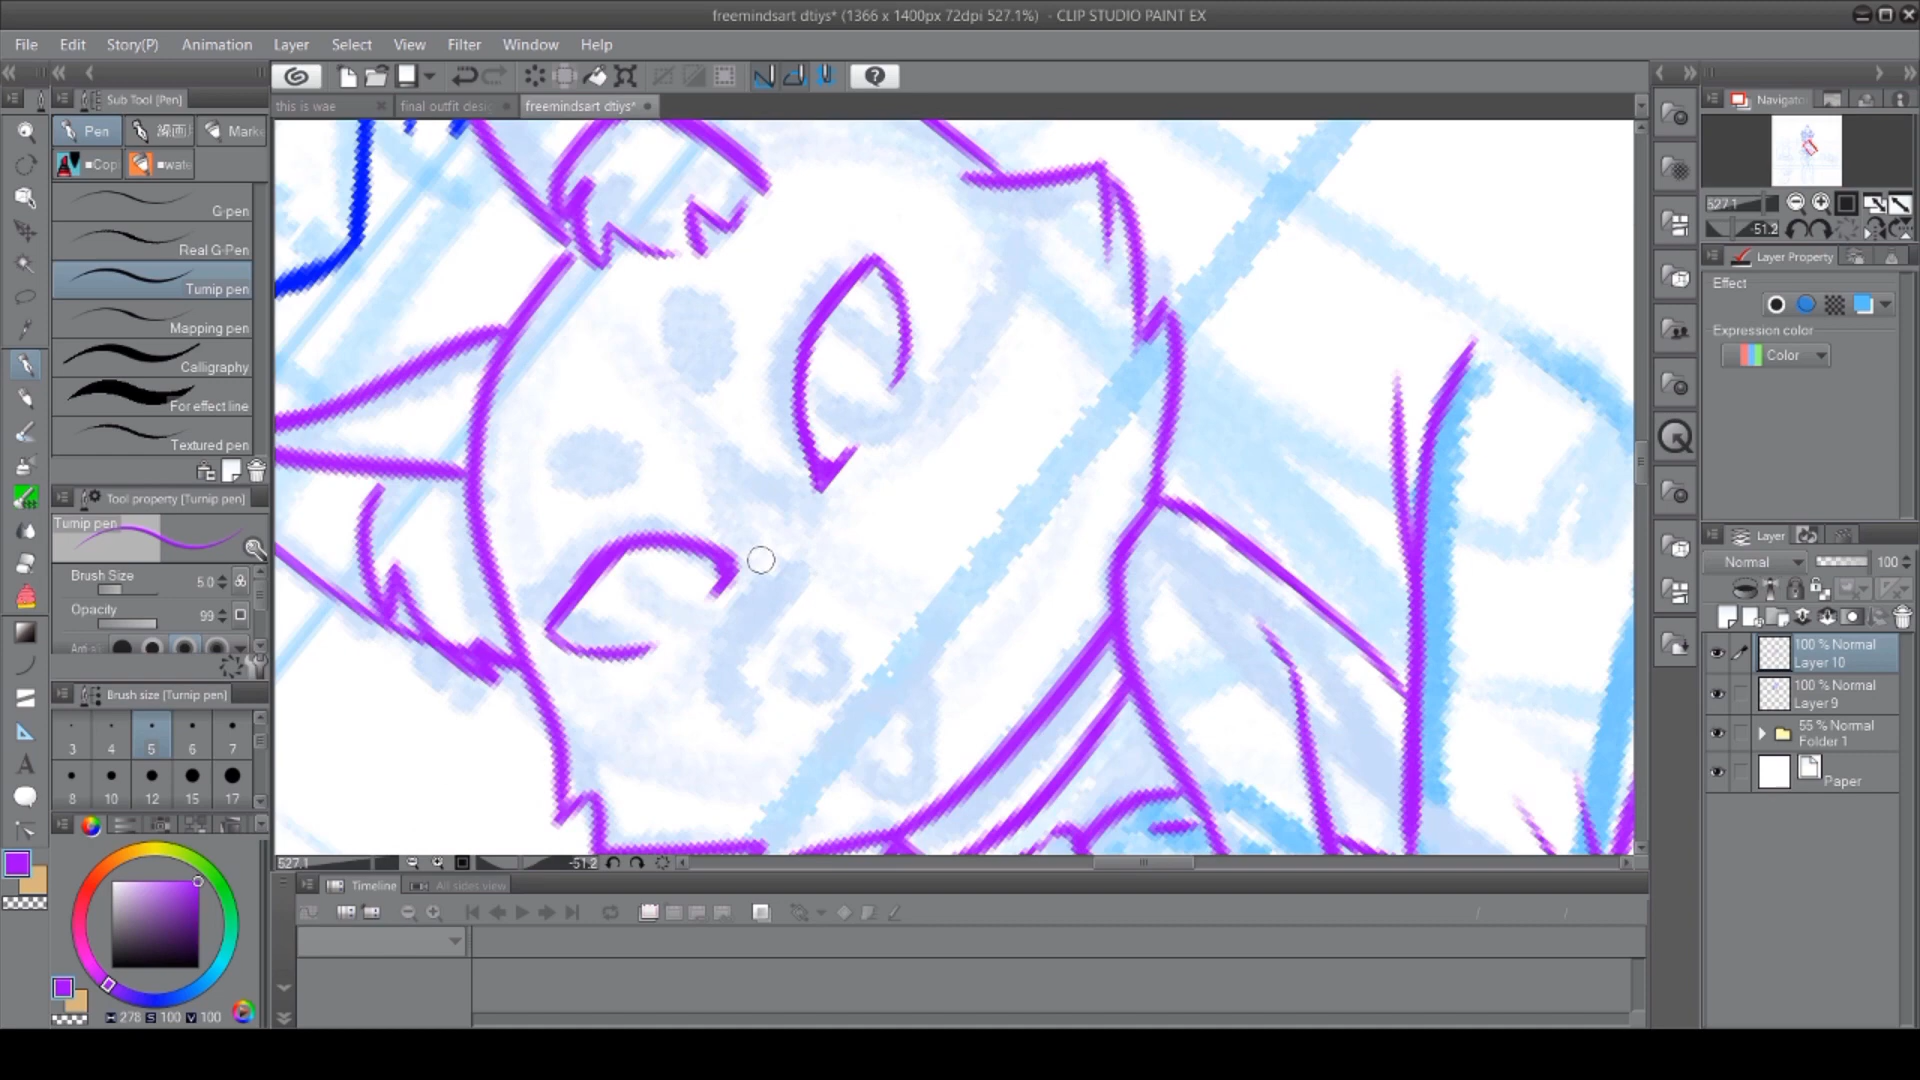 freemindsart dtiys* (1366 x 1400px 72dpi 527.1%) - CLIP STUDIO PAINT EX
File Edit Story(P) Animation Layer Select View Filter Window Help
Sub Tool [Pen]
this is wae
final outfit desi
freemindsart dtiys*
Navigato
Pen
線画
Mark
■Cop
■wate
G-pen
Real G-Pen
Turnip pen
Mapping pen
Calligraphy
For effect line
Textured pen
Tool property [Turnip pen]
Turnip pen
Brush Size 5.0
Opacity 99
Brush size [Turnip pen]
3 4 5 6 7
8 10 12 15 17
H 278 S 100 V 100
527.1 -51.2
Timeline
All sides view
527.1
-51.2
Layer Property
Effect
Expression color
Color
Layer
Normal 100
100 % Normal
Layer 10
100 % Normal
Layer 9
55 % Normal
Folder 1
Paper